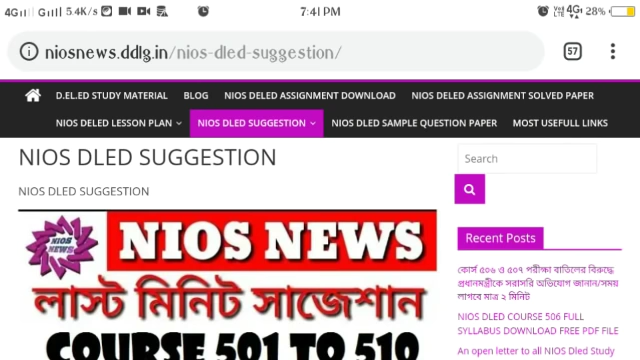 4G 4G 5.4K/s 7:41 PM VoLTE 4G 28%
niosnews.ddlg.in/nios-dled-suggestion/ 57
D.EL.ED STUDY MATERIAL BLOG NIOS DELED ASSIGNMENT DOWNLOAD NIOS DELED ASSIGNMENT SOLVED PAPER
NIOS DELED LESSON PLAN NIOS DLED SUGGESTION NIOS DLED SAMPLE QUESTION PAPER MOST USEFULL LINKS
NIOS DLED SUGGESTION
NIOS DLED SUGGESTION
NIOS NEWS
NIOS NEWS
লাস্ট মিনিট সাজেশান
COURSE 501 TO 510
Search
Recent Posts
কোর্স ৫০৬ ও ৫০৭ পরীক্ষা বাতিলের বিরুদ্ধে
প্রধানমন্ত্রীকে সরাসরি অভিযোগ জানান/সময়
লাগবে মাত্র ২ মিনিট
NIOS DLED COURSE 506 FULL
SYLLABUS DOWNLOAD FREE PDF FILE
An open letter to all NIOS Dled Study